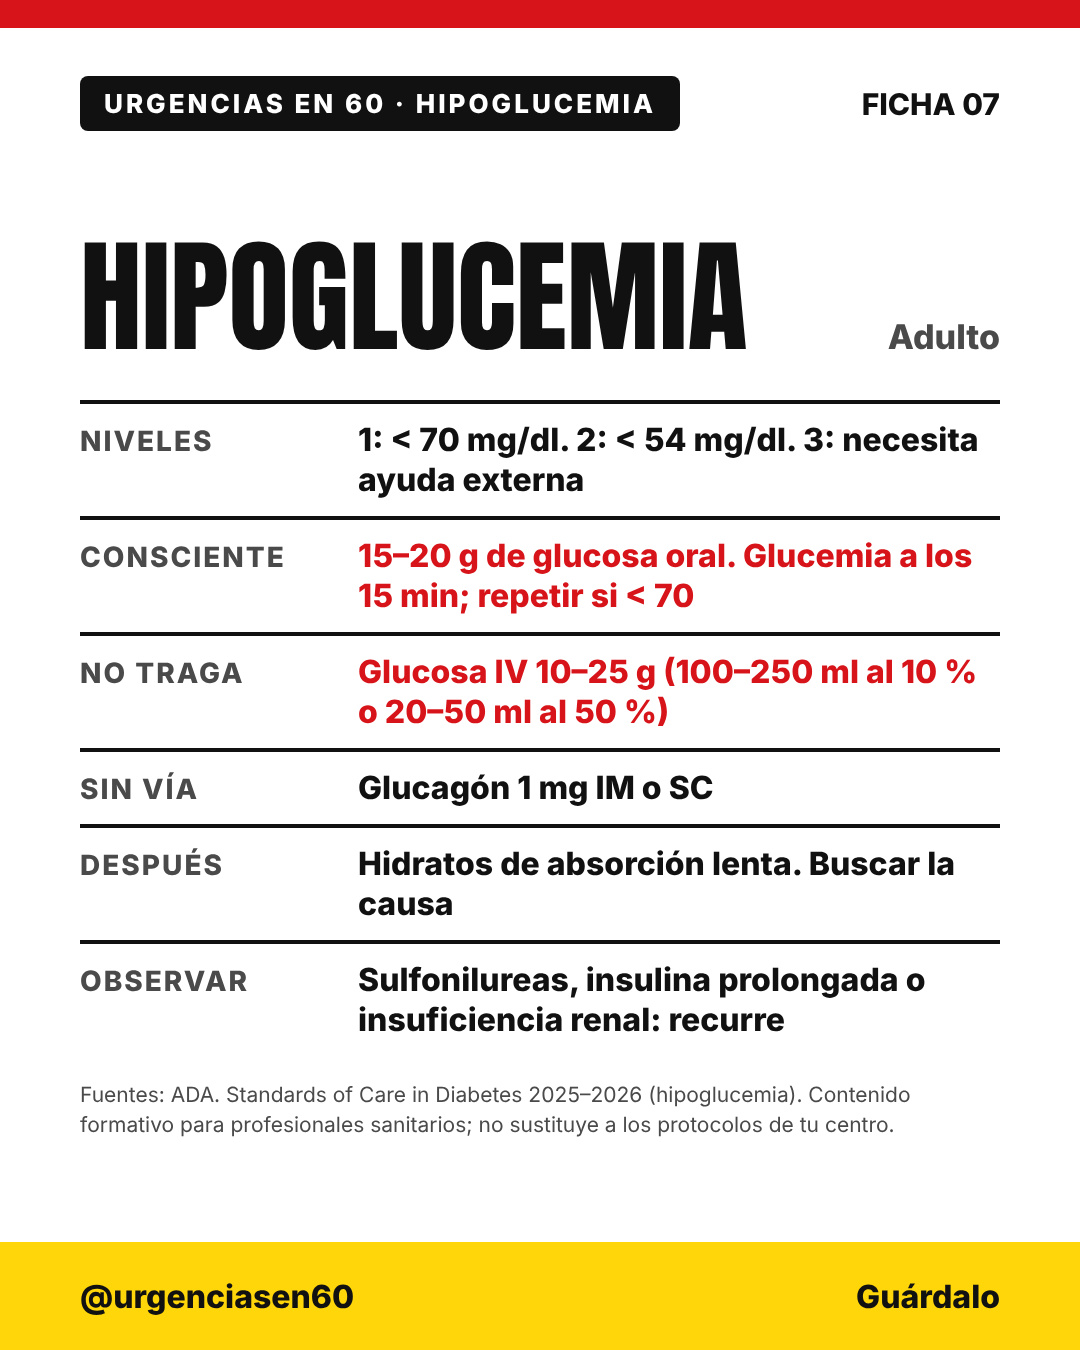 URGENCIAS EN 60 · HIPOGLUCEMIA
FICHA 07
HIPOGLUCEMIA
Adulto
NIVELES
1: < 70 mg/dl. 2: < 54 mg/dl. 3: necesita
ayuda externa
CONSCIENTE
15–20 g de glucosa oral. Glucemia a los
15 min; repetir si < 70
NO TRAGA
Glucosa IV 10–25 g (100–250 ml al 10 %
o 20–50 ml al 50 %)
SIN VÍA
Glucagón 1 mg IM o SC
DESPUÉS
Hidratos de absorción lenta. Buscar la
causa
OBSERVAR
Sulfonilureas, insulina prolongada o
insuficiencia renal: recurre
Fuentes: ADA. Standards of Care in Diabetes 2025–2026 (hipoglucemia). Contenido
formativo para profesionales sanitarios; no sustituye a los protocolos de tu centro.
@urgenciasen60
Guárdalo